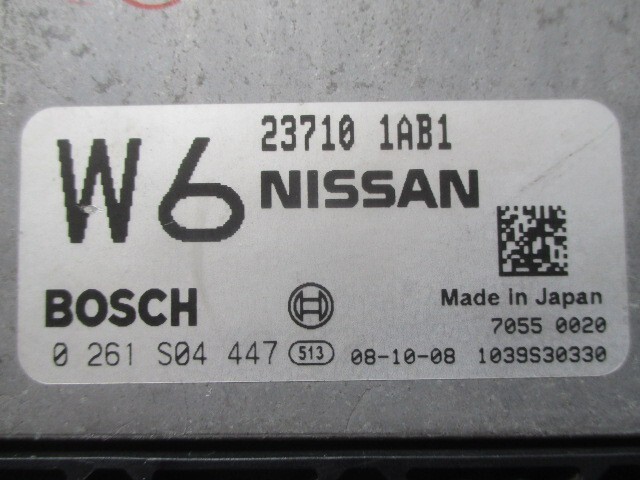 W6
23710 1AB1
NISSAN
BOSCH
Made in Japan
7055 0020
0 261 S04 447 513 08-10-08 1039S30330